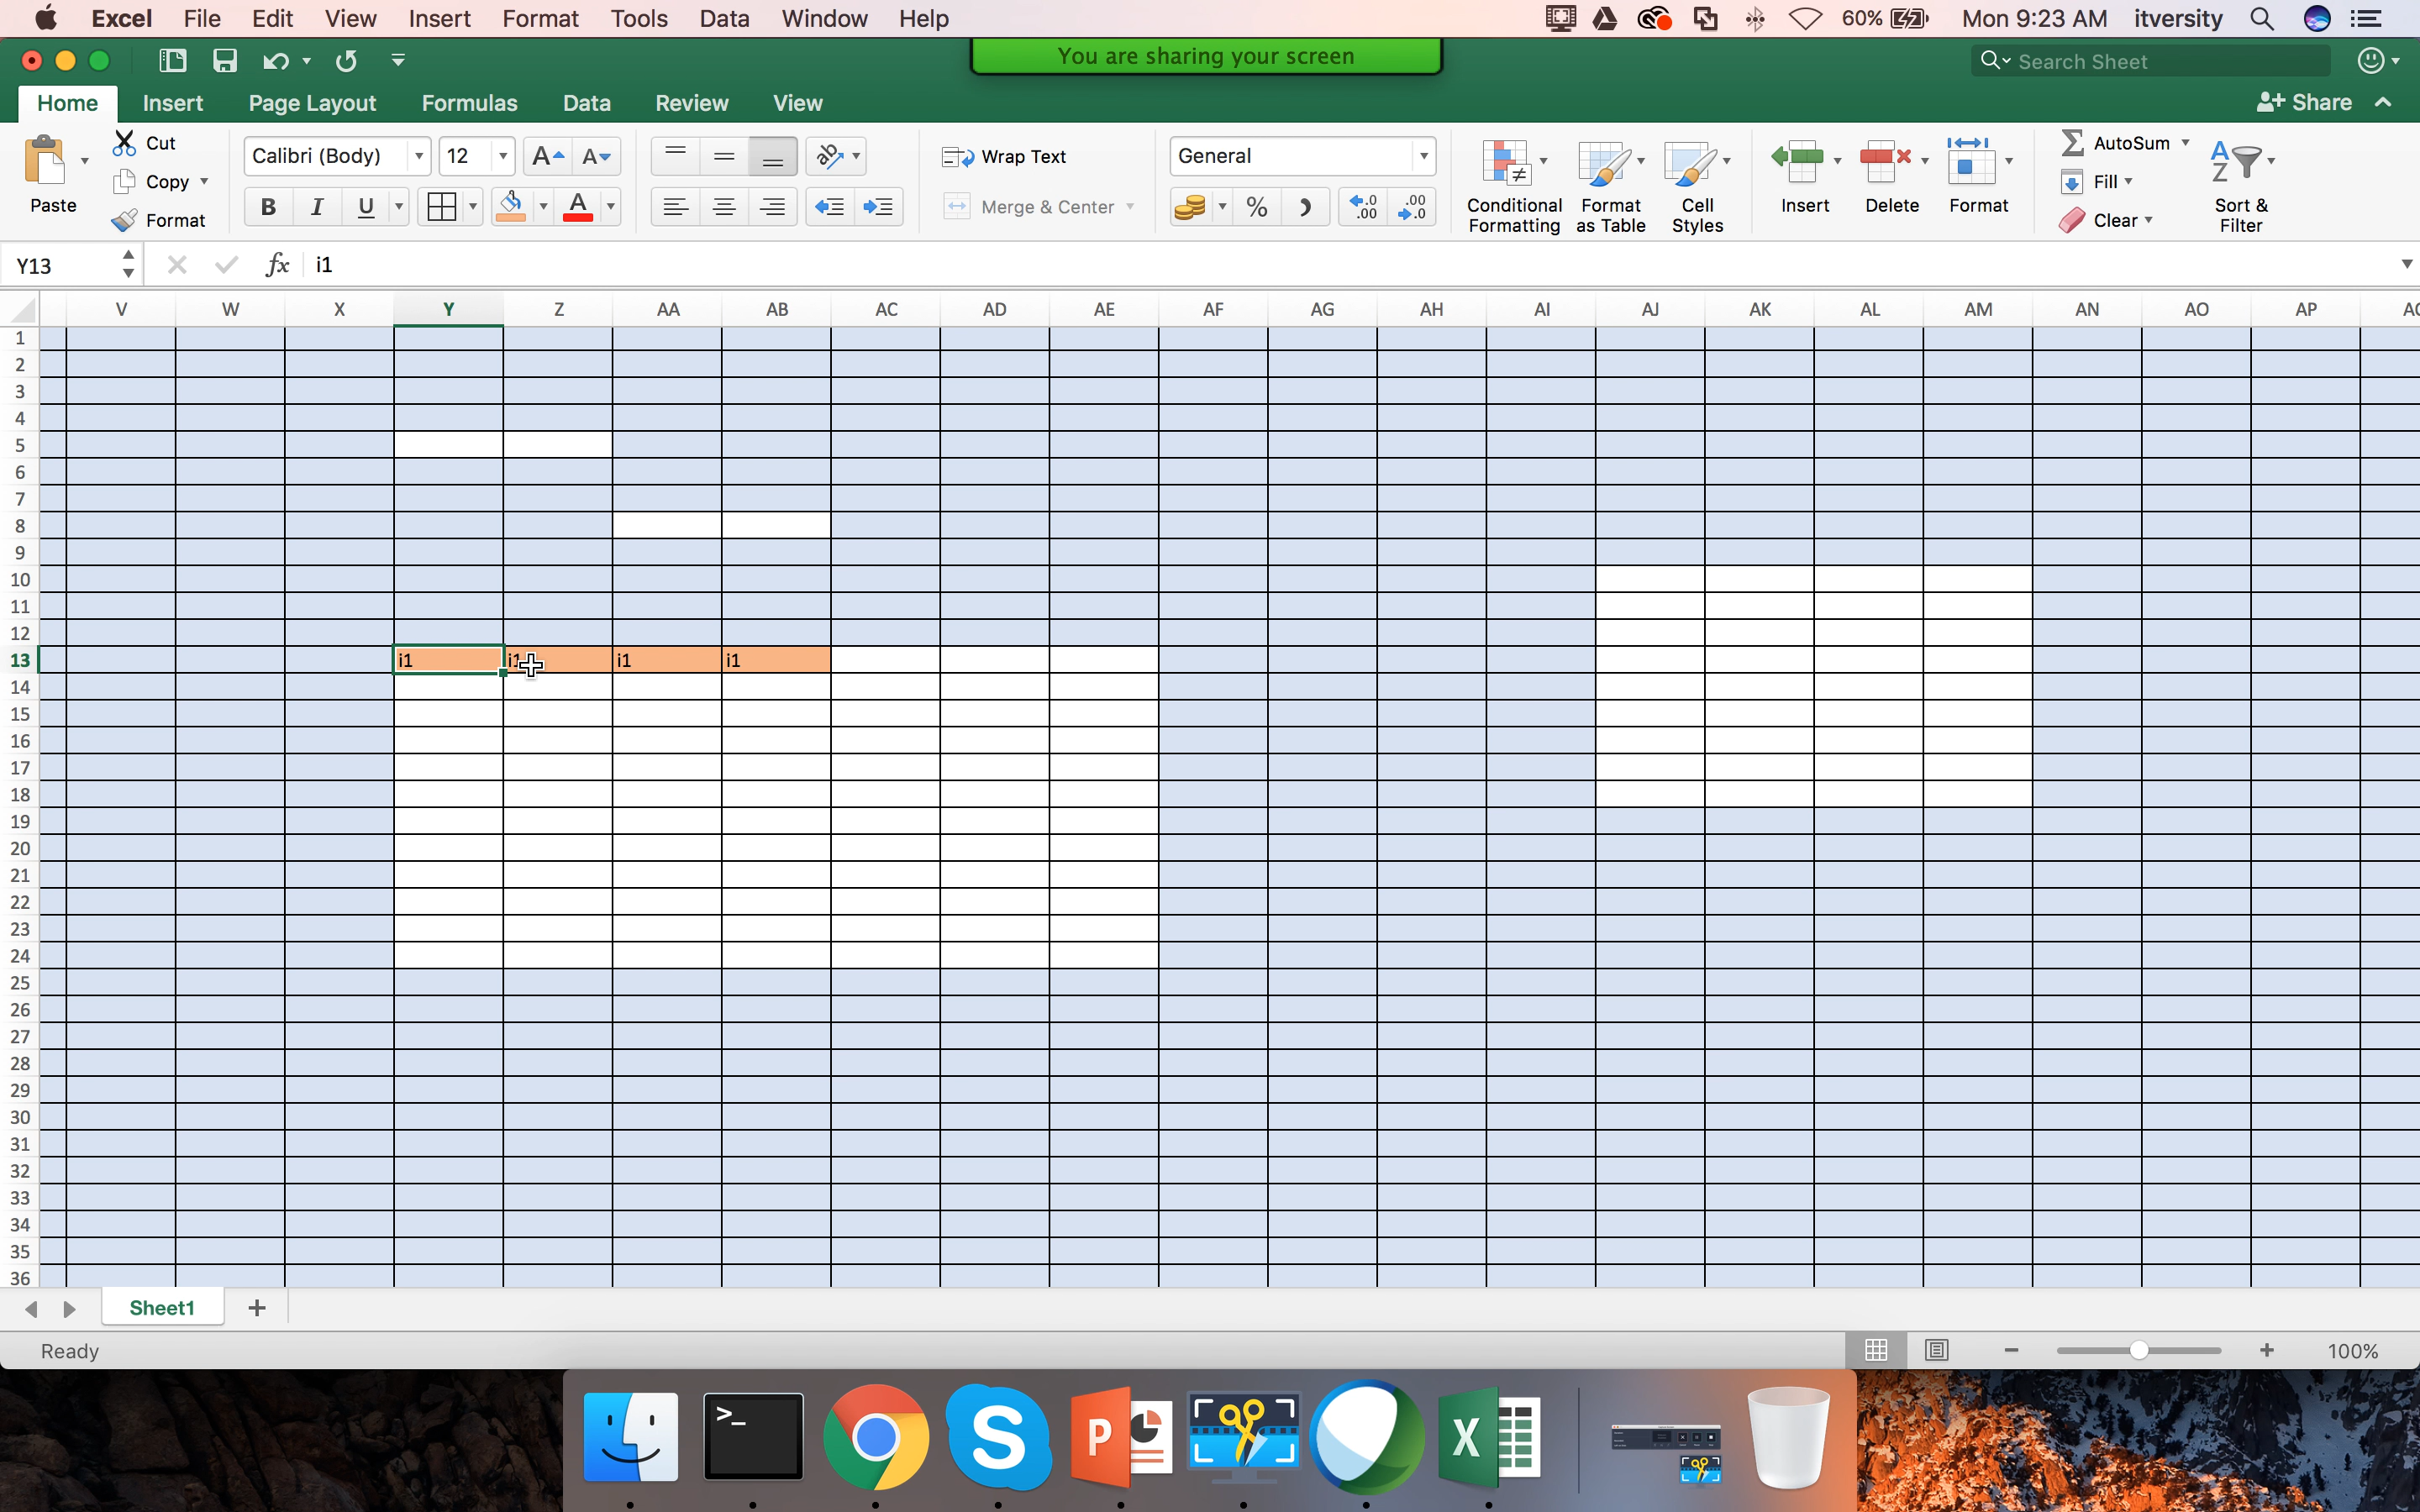 Excel File Edit View Insert Format Tools Data Window Help 60% Mon 9:23 AM itversity
You are sharing your screen
Search Sheet
Home Insert Page Layout Formulas Data Review View Share
Paste Cut Copy Format
Calibri (Body) 12
B I U A
Wrap Text
Merge & Center
General
%
Conditional Formatting
Format as Table
Cell Styles
Insert Delete Format
AutoSum
Fill
Clear
Sort & Filter
Y13 fx i1
V W X Y Z AA AB AC AD AE AF AG AH AI AJ AK AL AM AN AO AP
1
2
3
4
5
6
7
8
9
10
11
12
13 i1 i1 i1 i1
14
15
16
17
18
19
20
21
22
23
24
25
26
27
28
29
30
31
32
33
34
35
36
Sheet1 +
Ready 100%